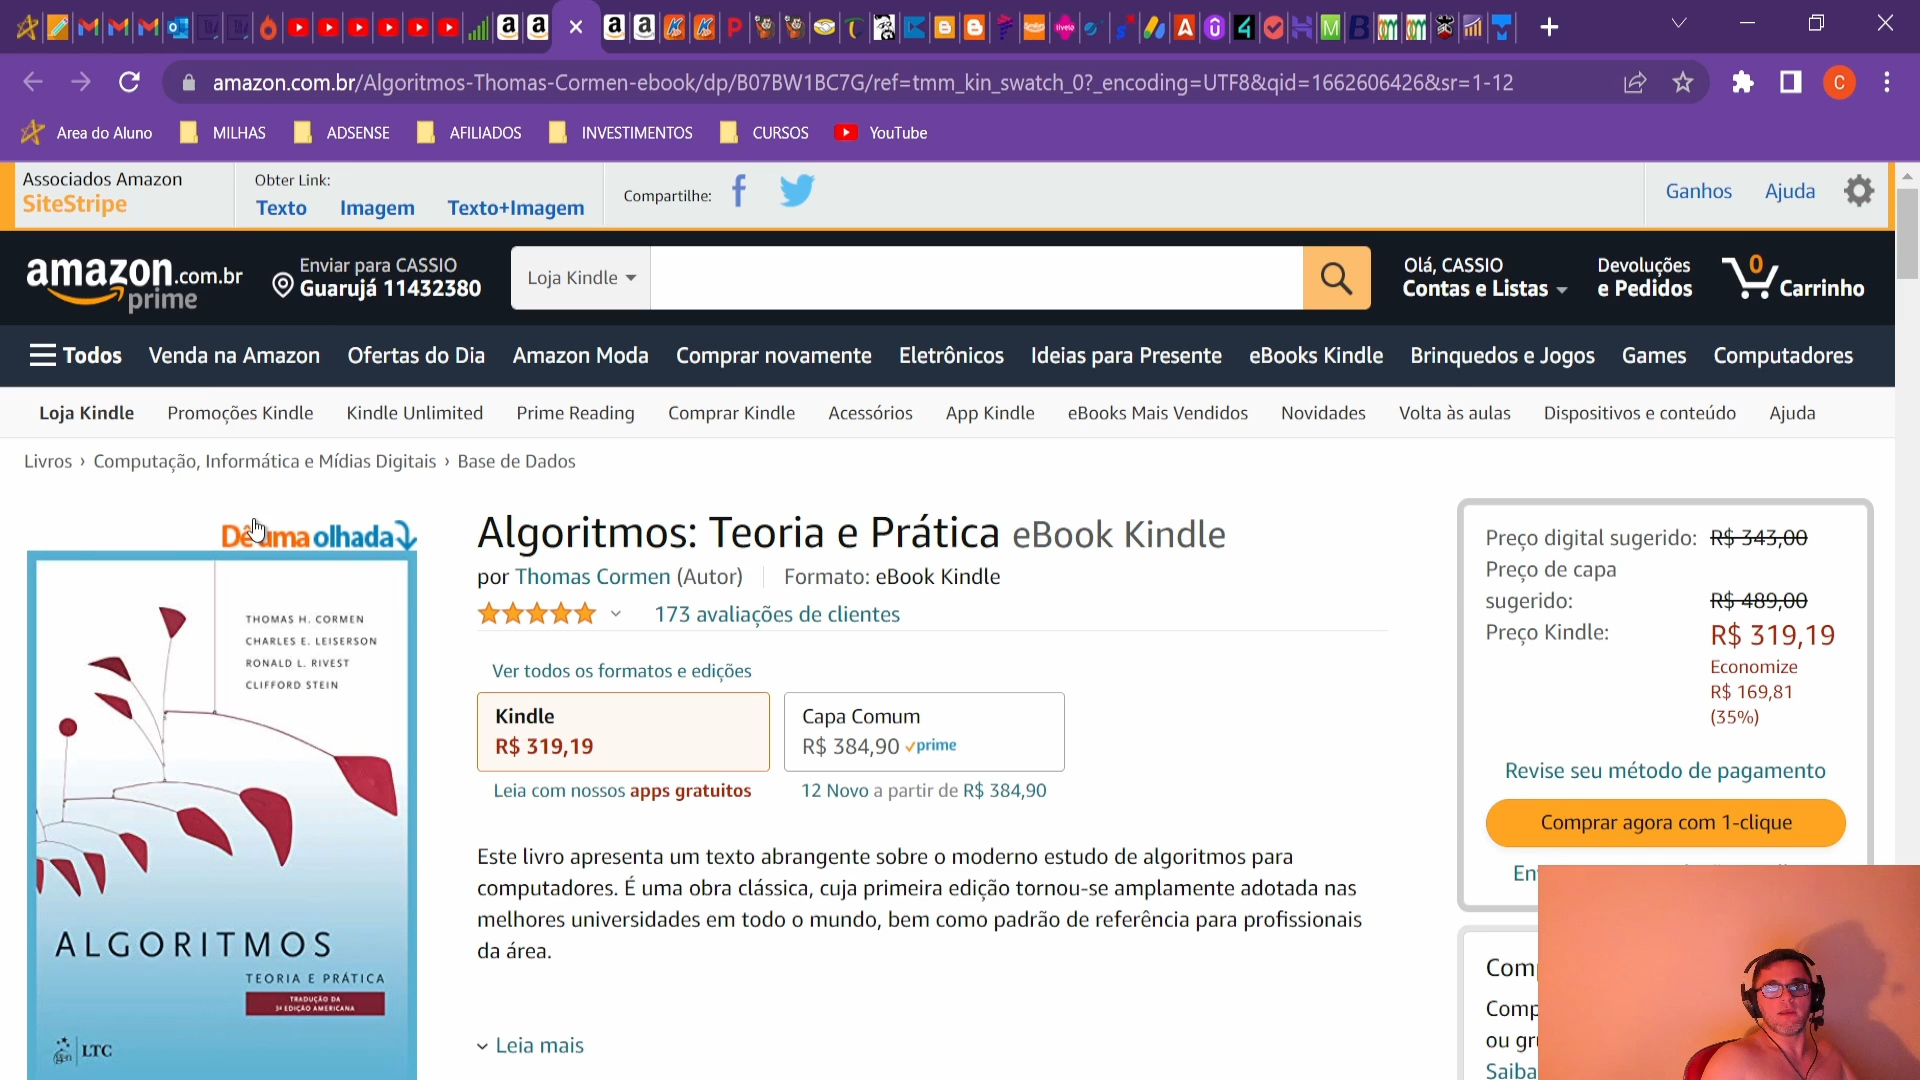 amazon.com.br/Algoritmos-Thomas-Cormen-ebook/dp/B07BW1BC7G/ref=tmm_kin_swatch_0?_encoding=UTF8&qid=1662606426&sr=1-12
C
Area do Aluno
MILHAS
ADSENSE
AFILIADOS
INVESTIMENTOS
CURSOS
YouTube
Associados Amazon
SiteStripe
Obter Link:
Texto
Imagem
Texto+Imagem
Compartilhe:
Ganhos
Ajuda
amazon.com.br
prime
Enviar para CASSIO
Guarujá 11432380
Loja Kindle
Olá, CASSIO
Contas e Listas
Devoluções
e Pedidos
0
Carrinho
Todos
Venda na Amazon
Ofertas do Dia
Amazon Moda
Comprar novamente
Eletrônicos
Ideias para Presente
eBooks Kindle
Brinquedos e Jogos
Games
Computadores
Loja Kindle
Promoções Kindle
Kindle Unlimited
Prime Reading
Comprar Kindle
Acessórios
App Kindle
eBooks Mais Vendidos
Novidades
Volta às aulas
Dispositivos e conteúdo
Ajuda
Livros › Computação, Informática e Mídias Digitais › Base de Dados
Dê uma olhada
THOMAS H. CORMEN
CHARLES E. LEISERSON
RONALD L. RIVEST
CLIFFORD STEIN
ALGORITMOS
TEORIA E PRÁTICA
TRADUÇÃO DA
3ª EDIÇÃO AMERICANA
gen
LTC
Algoritmos: Teoria e Prática eBook Kindle
por Thomas Cormen (Autor)
Formato: eBook Kindle
173 avaliações de clientes
Ver todos os formatos e edições
Kindle
R$ 319,19
Leia com nossos apps gratuitos
Capa Comum
R$ 384,90 prime
12 Novo a partir de R$ 384,90
Este livro apresenta um texto abrangente sobre o moderno estudo de algoritmos para
computadores. É uma obra clássica, cuja primeira edição tornou-se amplamente adotada nas
melhores universidades em todo o mundo, bem como padrão de referência para profissionais
da área.
Leia mais
Preço digital sugerido: R$ 343,00
Preço de capa
sugerido: R$ 489,00
Preço Kindle: R$ 319,19
Economize
R$ 169,81
(35%)
Revise seu método de pagamento
Comprar agora com 1-clique
En
Com
Comp
ou gr
Saiba